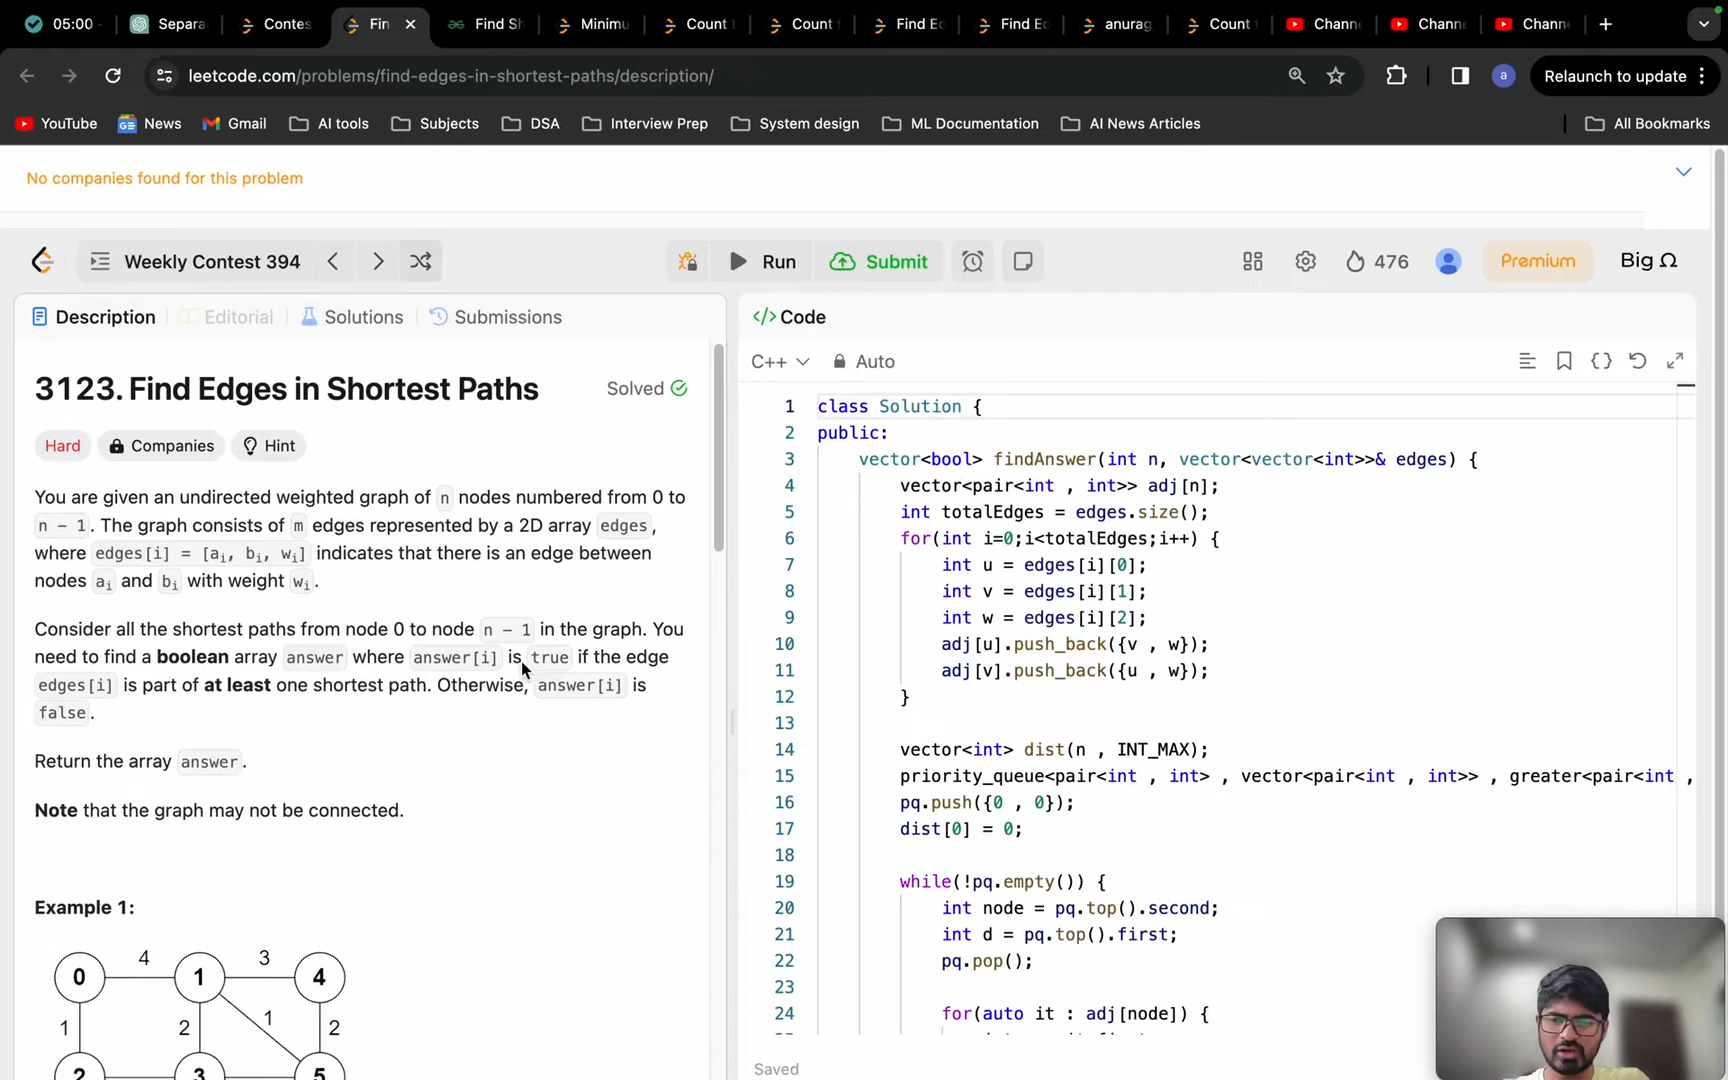 05:00
Separa
Contes
Fin
Find Sh
Minimu
Count
Count
Find Ed
Find Ed
anurag
Count
Chann
Chann
Chann
leetcode.com/problems/find-edges-in-shortest-paths/description/
a
Relaunch to update
YouTube
News
Gmail
AI tools
Subjects
DSA
Interview Prep
System design
ML Documentation
AI News Articles
All Bookmarks
No companies found for this problem
Weekly Contest 394
Run
Submit
476
Premium
Big Ω
Description
Editorial
Solutions
Submissions
3123. Find Edges in Shortest Paths
Solved
Hard
Companies
Hint
You are given an undirected weighted graph of n nodes numbered from 0 to
n - 1. The graph consists of m edges represented by a 2D array edges,
where edges[i] = [ai, bi, wi] indicates that there is an edge between
nodes ai and bi with weight wi.
Consider all the shortest paths from node 0 to node n - 1 in the graph. You
need to find a boolean array answer where answer[i] is true if the edge
edges[i] is part of at least one shortest path. Otherwise, answer[i] is
false.
Return the array answer.
Note that the graph may not be connected.
Example 1:
4
3
0
1
4
1
2
1
2
2
3
5
</> Code
C++
Auto
1 class Solution {
2 public:
3 vector<bool> findAnswer(int n, vector<vector<int>>& edges) {
4 vector<pair<int , int>> adj[n];
5 int totalEdges = edges.size();
6 for(int i=0;i<totalEdges;i++) {
7 int u = edges[i][0];
8 int v = edges[i][1];
9 int w = edges[i][2];
10 adj[u].push_back({v , w});
11 adj[v].push_back({u , w});
12 }
13
14 vector<int> dist(n , INT_MAX);
15 priority_queue<pair<int , int> , vector<pair<int , int>> , greater<pair<int ,
16 pq.push({0 , 0});
17 dist[0] = 0;
18
19 while(!pq.empty()) {
20 int node = pq.top().second;
21 int d = pq.top().first;
22 pq.pop();
23
24 for(auto it : adj[node]) {
Saved